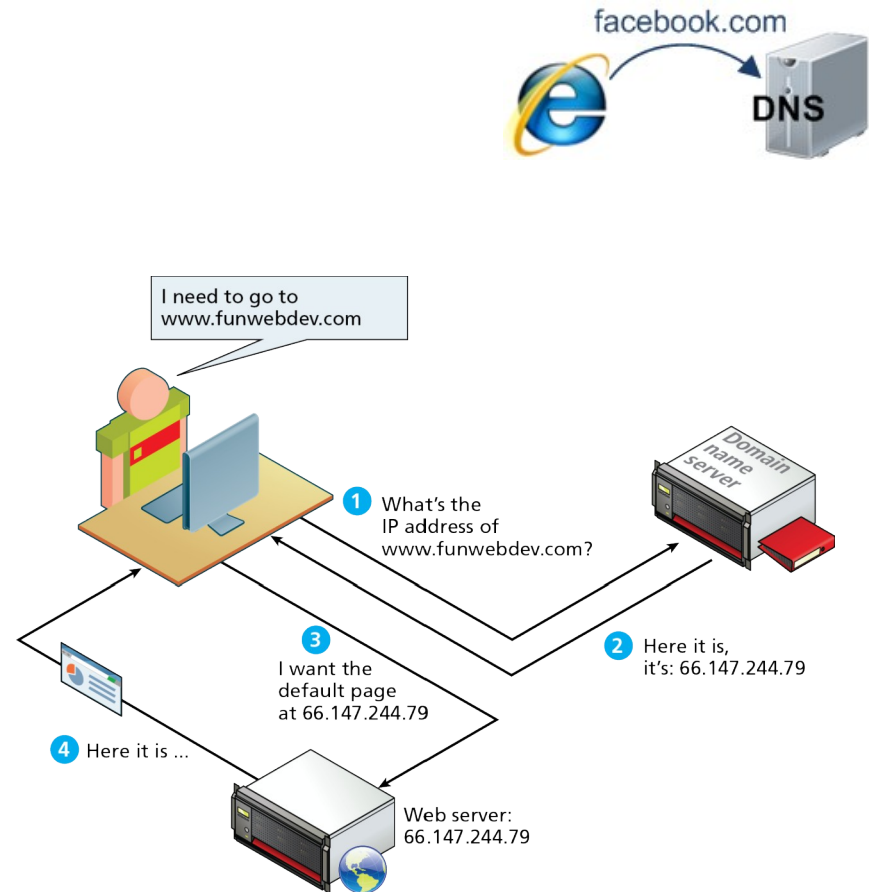 facebook.com
DNS
I need to go to
www.funwebdev.com
Domain
name
server
1 What's the
IP address of
www.funwebdev.com?
2 Here it is,
it's: 66.147.244.79
3
I want the
default page
at 66.147.244.79
4 Here it is ...
Web server:
66.147.244.79